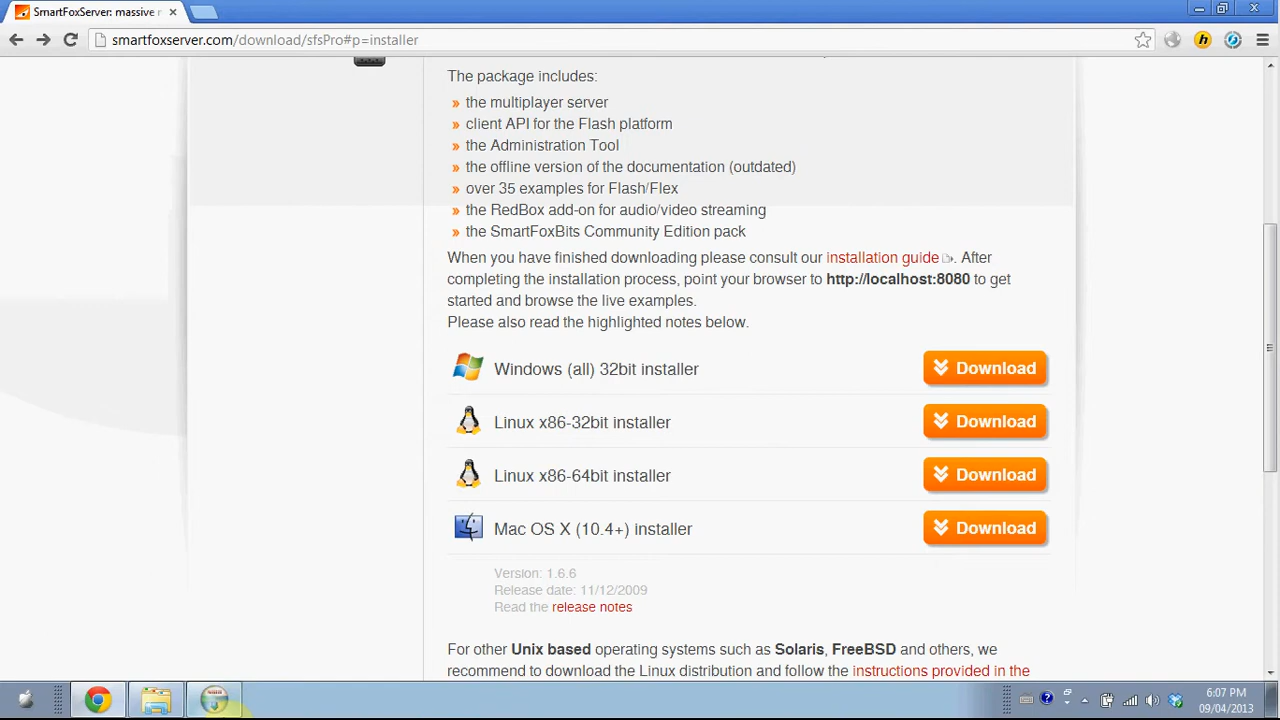 SmartFoxServer: massive r
smartfoxserver.com/download/sfsPro#p=installer
The package includes:
» the multiplayer server
» client API for the Flash platform
» the Administration Tool
» the offline version of the documentation (outdated)
» over 35 examples for Flash/Flex
» the RedBox add-on for audio/video streaming
» the SmartFoxBits Community Edition pack
When you have finished downloading please consult our installation guide. After
completing the installation process, point your browser to http://localhost:8080 to get
started and browse the live examples.
Please also read the highlighted notes below.
Windows (all) 32bit installer Download
Linux x86-32bit installer Download
Linux x86-64bit installer Download
Mac OS X (10.4+) installer Download
Version: 1.6.6
Release date: 11/12/2009
Read the release notes
For other Unix based operating systems such as Solaris, FreeBSD and others, we
recommend to download the Linux distribution and follow the instructions provided in the
6:07 PM
09/04/2013